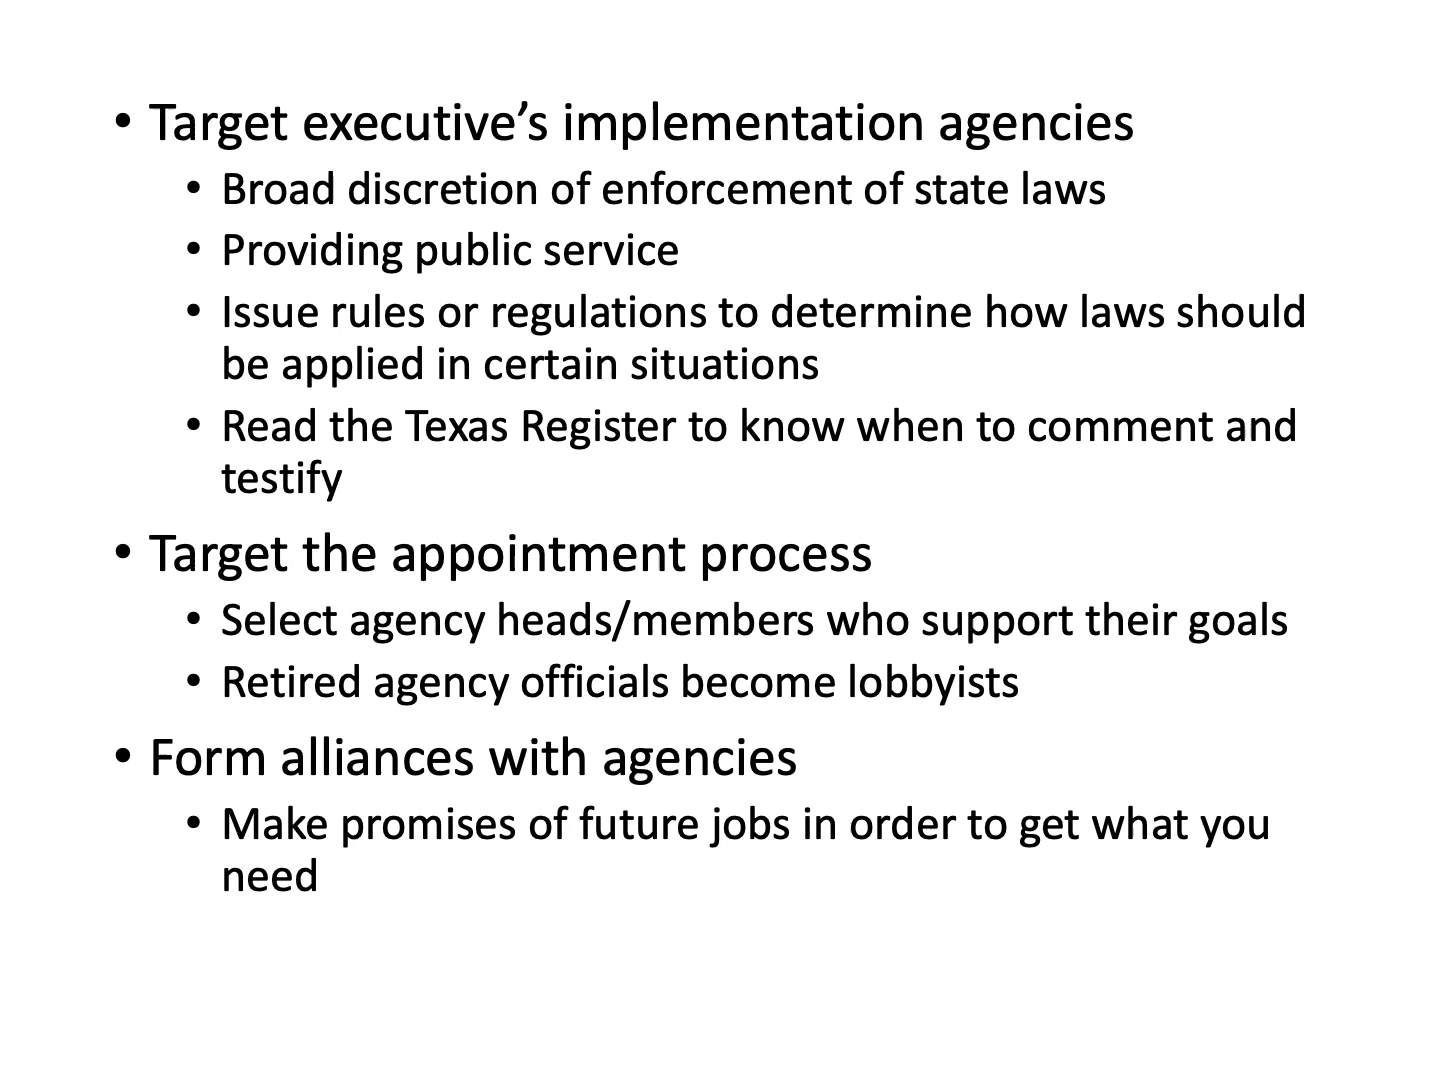 • Target executive’s implementation agencies
• Broad discretion of enforcement of state laws
• Providing public service
• Issue rules or regulations to determine how laws should
be applied in certain situations
• Read the Texas Register to know when to comment and
testify
• Target the appointment process
• Select agency heads/members who support their goals
• Retired agency officials become lobbyists
• Form alliances with agencies
• Make promises of future jobs in order to get what you
need